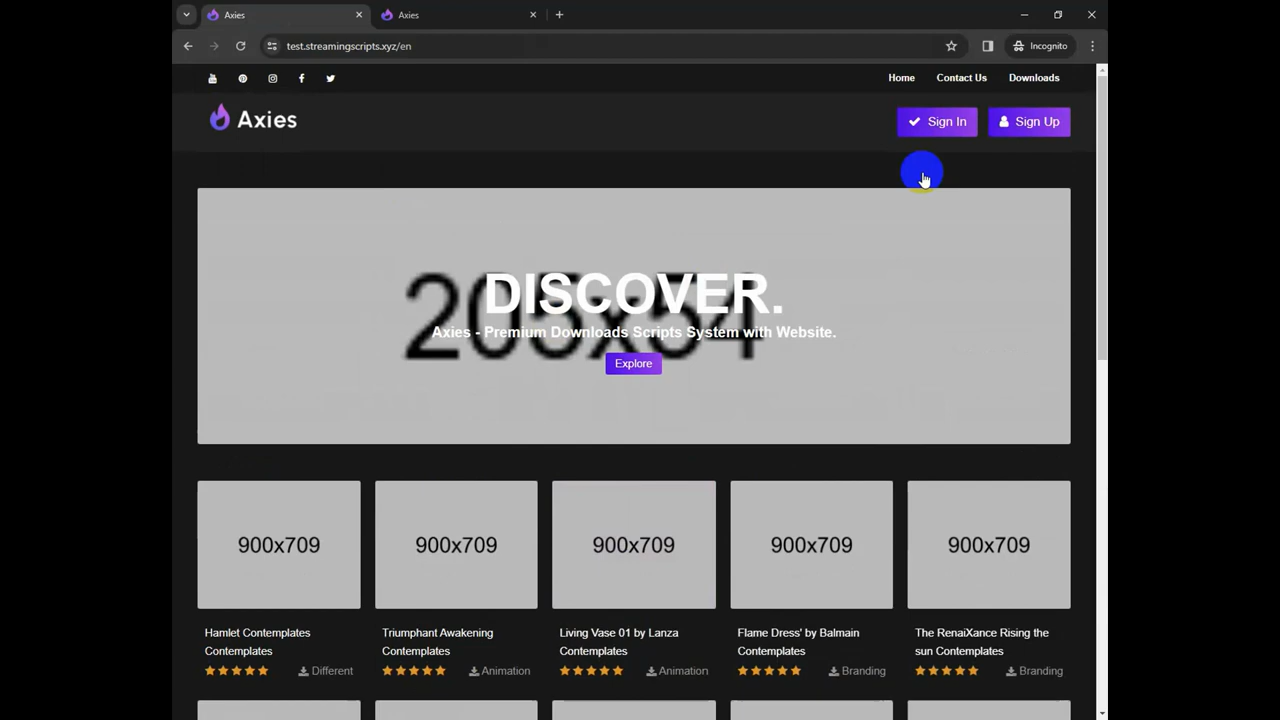 Axies
Axies
test.streamingscripts.xyz/en
Incognito
Home
Contact Us
Downloads
Axies
Sign In
Sign Up
205x54
DISCOVER.
Axies - Premium Downloads Scripts System with Website.
Explore
900x709
900x709
900x709
900x709
900x709
Hamlet Contemplates
Contemplates
Different
Triumphant Awakening
Contemplates
Animation
Living Vase 01 by Lanza
Contemplates
Animation
Flame Dress' by Balmain
Contemplates
Branding
The RenaiXance Rising the
sun Contemplates
Branding